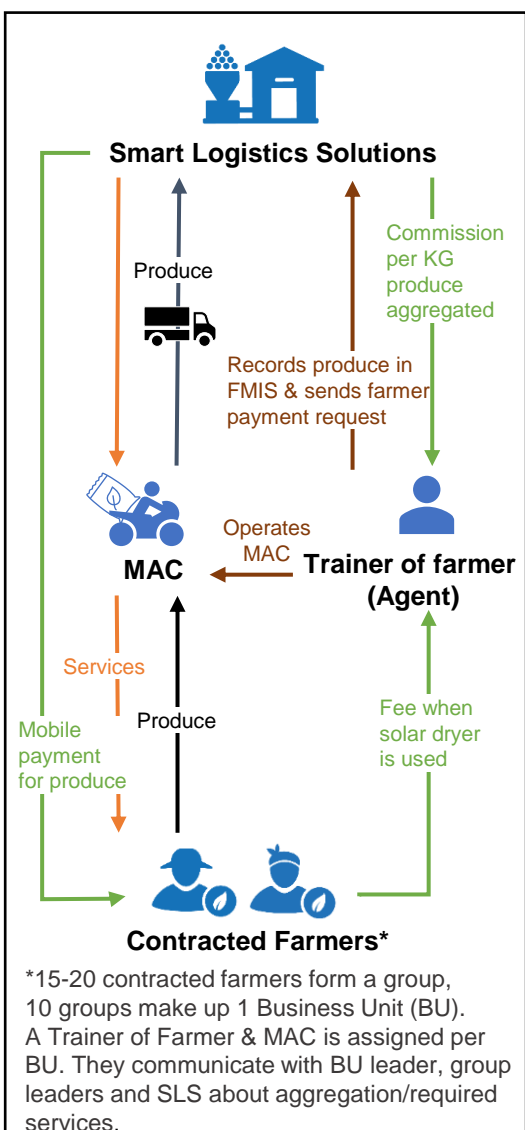 Smart Logistics Solutions
Produce
Commission
per KG
produce
aggregated
Records produce in
FMIS & sends farmer
payment request
Operates
MAC
MAC
Trainer of farmer
(Agent)
Services
Produce
Mobile
payment
for produce
Fee when
solar dryer
is used
Contracted Farmers*
*15-20 contracted farmers form a group,
10 groups make up 1 Business Unit (BU).
A Trainer of Farmer & MAC is assigned per
BU. They communicate with BU leader, group
leaders and SLS about aggregation/required
services.